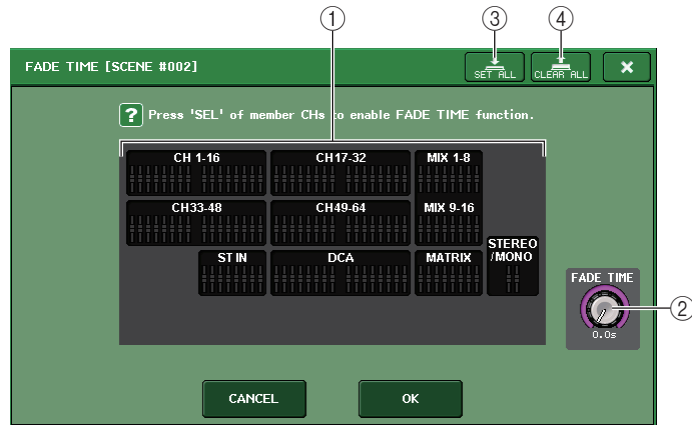 ① ③ ④
FADE TIME [SCENE #002] SET ALL CLEAR ALL ×
? Press 'SEL' of member CHs to enable FADE TIME function.
CH 1-16 CH17-32 MIX 1-8
CH33-48 CH49-64 MIX 9-16
STEREO
/MONO
ST IN DCA MATRIX
FADE TIME
②
0.0s
CANCEL OK